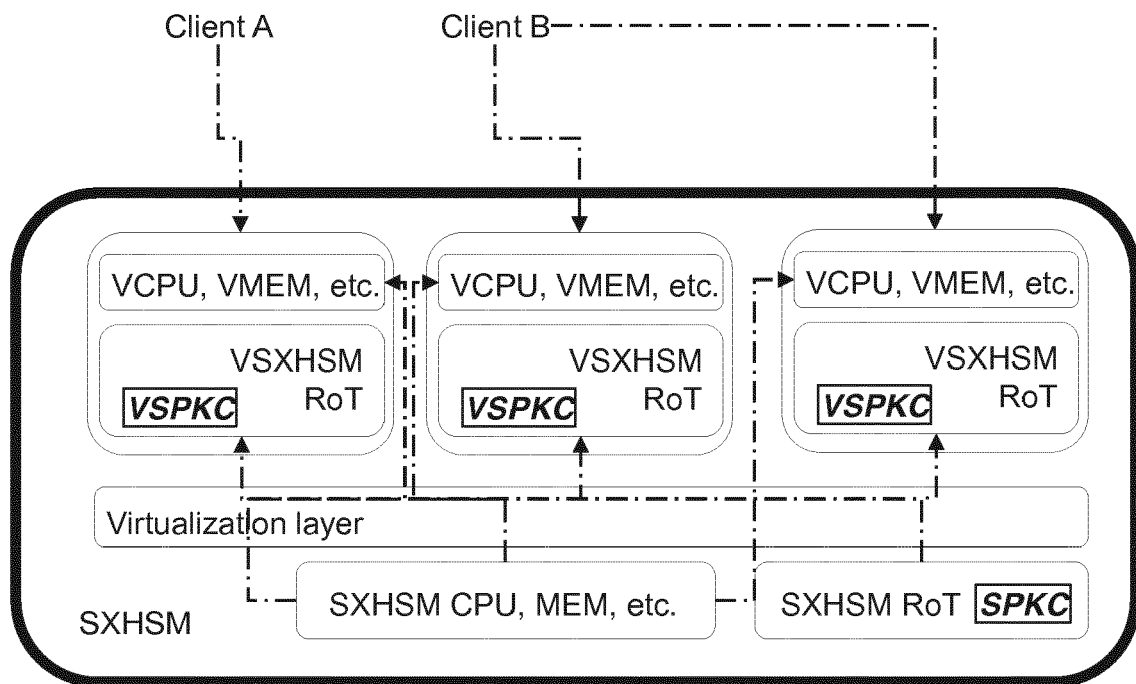 Client A
Client B
VCPU, VMEM, etc.
VSXHSM
RoT
VSPKC
VCPU, VMEM, etc.
VSXHSM
RoT
VSPKC
VCPU, VMEM, etc.
VSXHSM
RoT
VSPKC
Virtualization layer
SXHSM CPU, MEM, etc.
SXHSM RoT SPKC
SXHSM